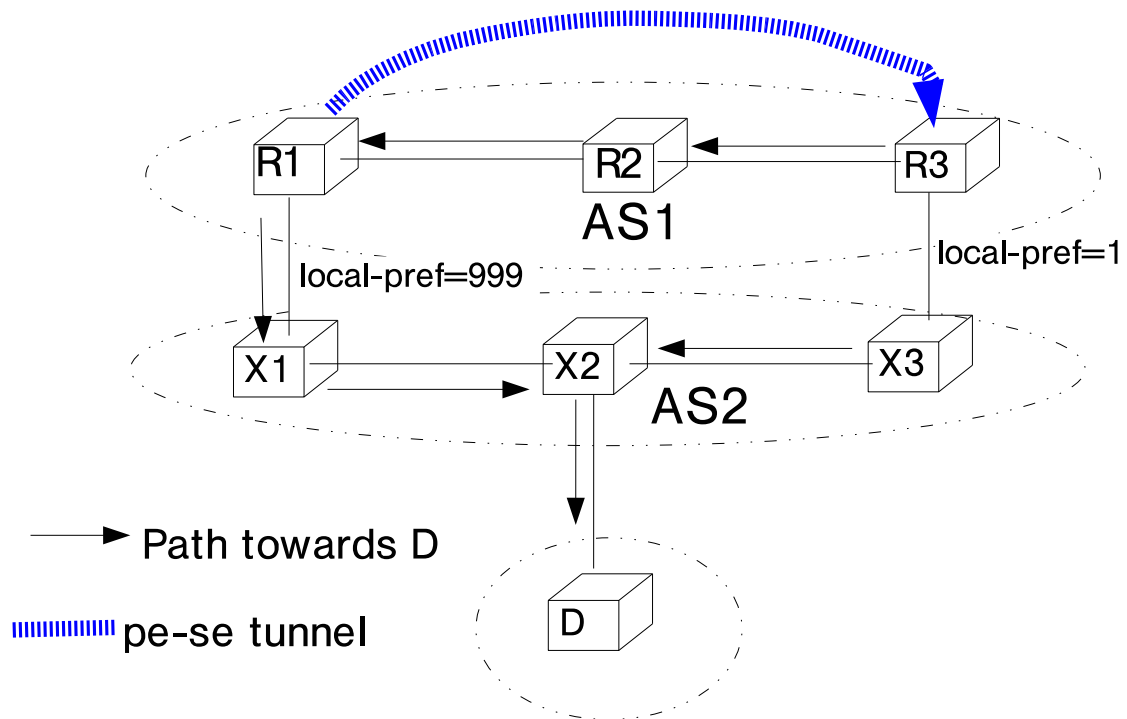 R1
R2
R3
AS1
local-pref=999
local-pref=1
X1
X2
X3
AS2
Path towards D
D
pe-se tunnel